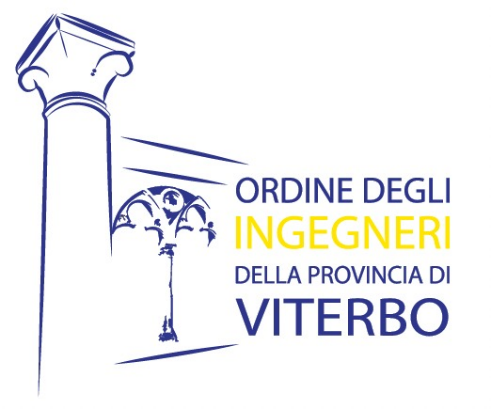 ORDINE DEGLI
INGEGNERI
DELLA PROVINCIA DI
VITERBO